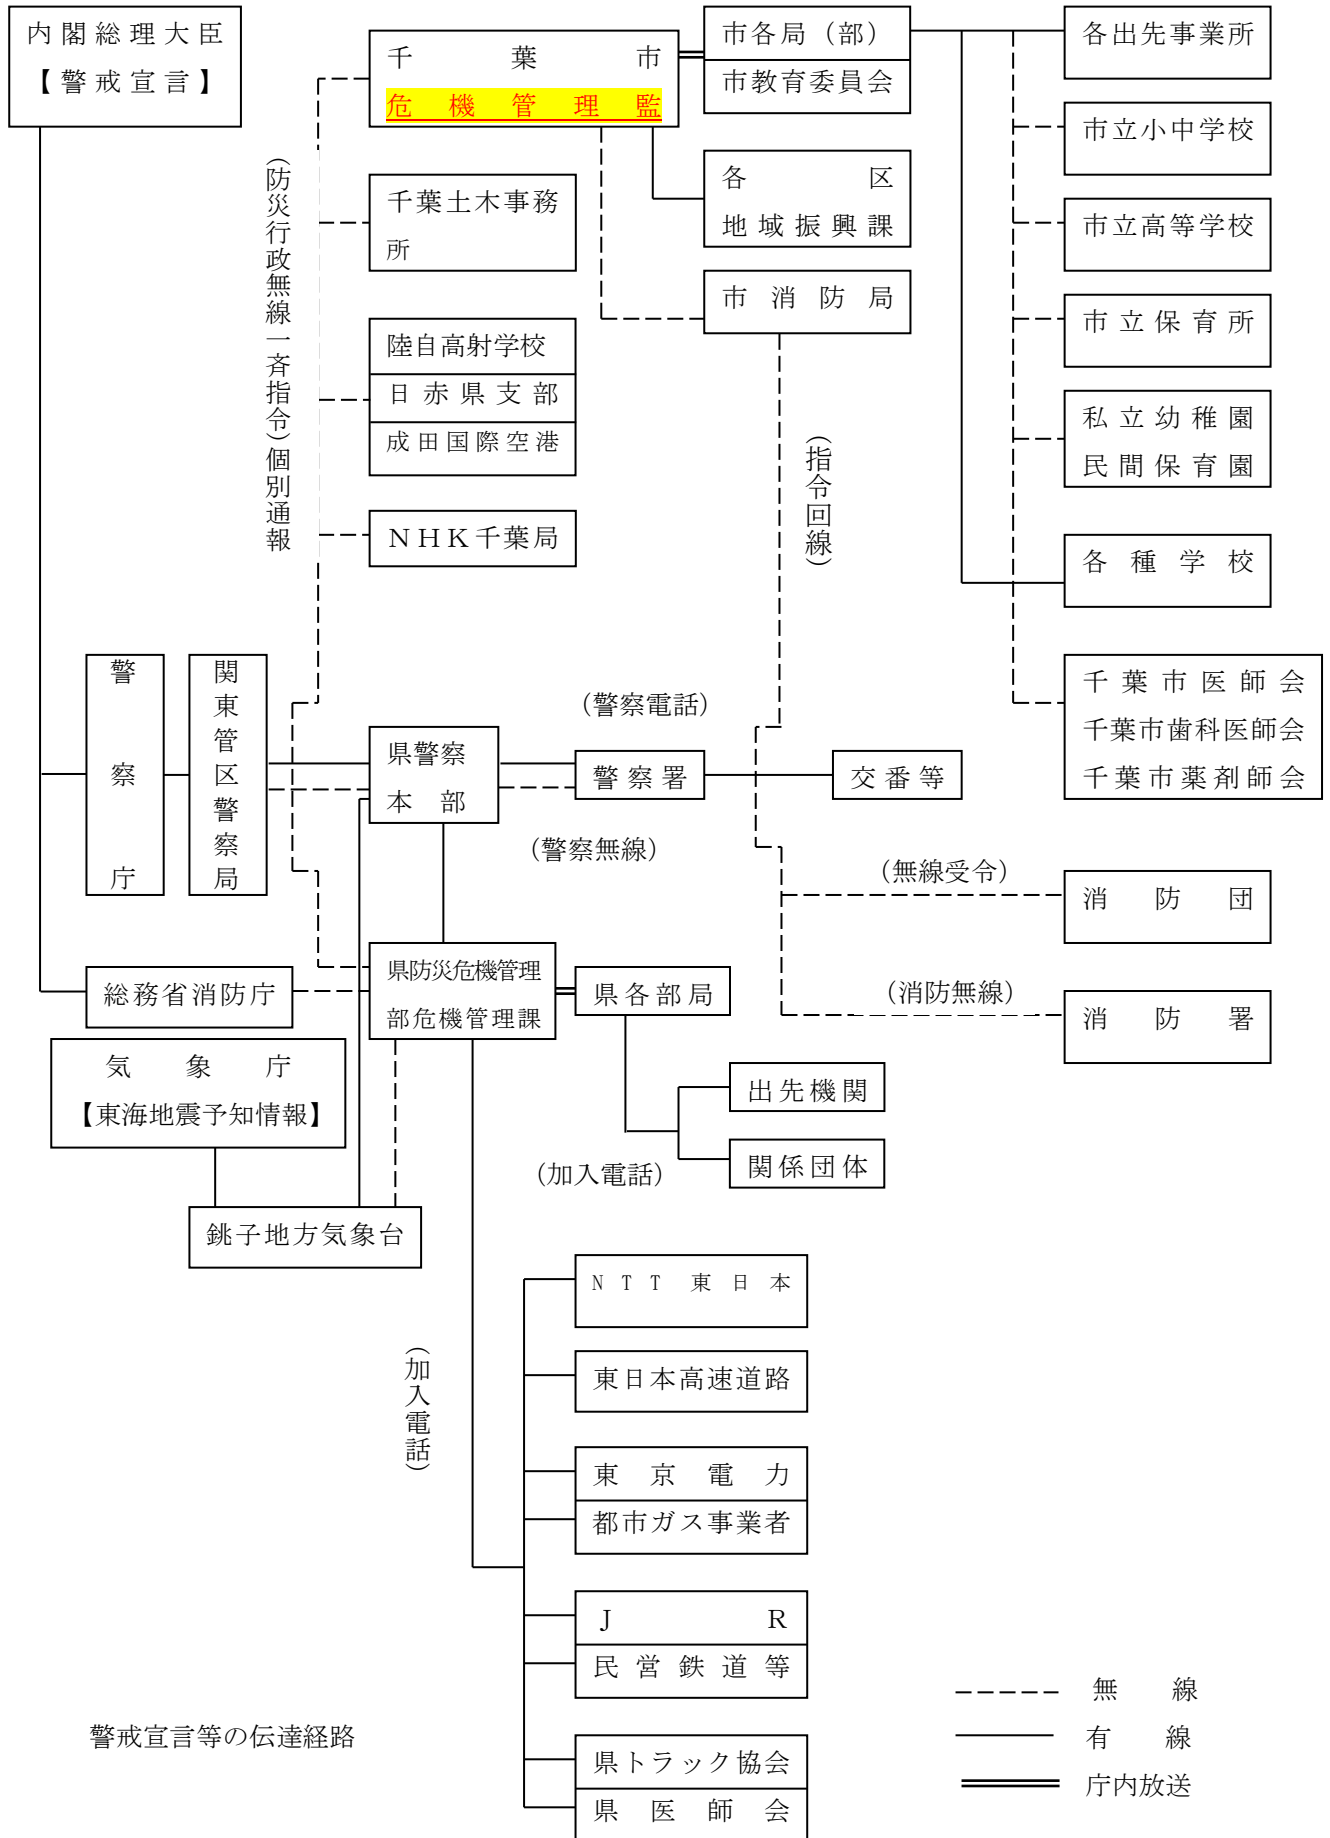 内閣総理大臣
【警戒宣言】
千葉市
危機管理監
市各局（部）
市教育委員会
各出先事業所
市立小中学校
各区
地域振興課
千葉土木事務
所
市立高等学校
市消防局
市立保育所
陸自高射学校
日赤県支部
成田国際空港
私立幼稚園
民間保育園
（防災行政無線一斉指令）個別通報
（指令回線）
NHK千葉局
各種学校
警察庁
関東管区警察局
千葉市医師会
千葉市歯科医師会
千葉市薬剤師会
（警察電話）
県警察
本部
警察署
交番等
（警察無線）
（無線受令）
消防団
県防災危機管理
部危機管理課
総務省消防庁
県各部局
（消防無線）
消防署
気象庁
【東海地震予知情報】
出先機関
関係団体
（加入電話）
銚子地方気象台
NTT東日本
（加入電話）
東日本高速道路
東京電力
都市ガス事業者
JR
民営鉄道等
県トラック協会
県医師会
警戒宣言等の伝達経路
無線
有線
庁内放送